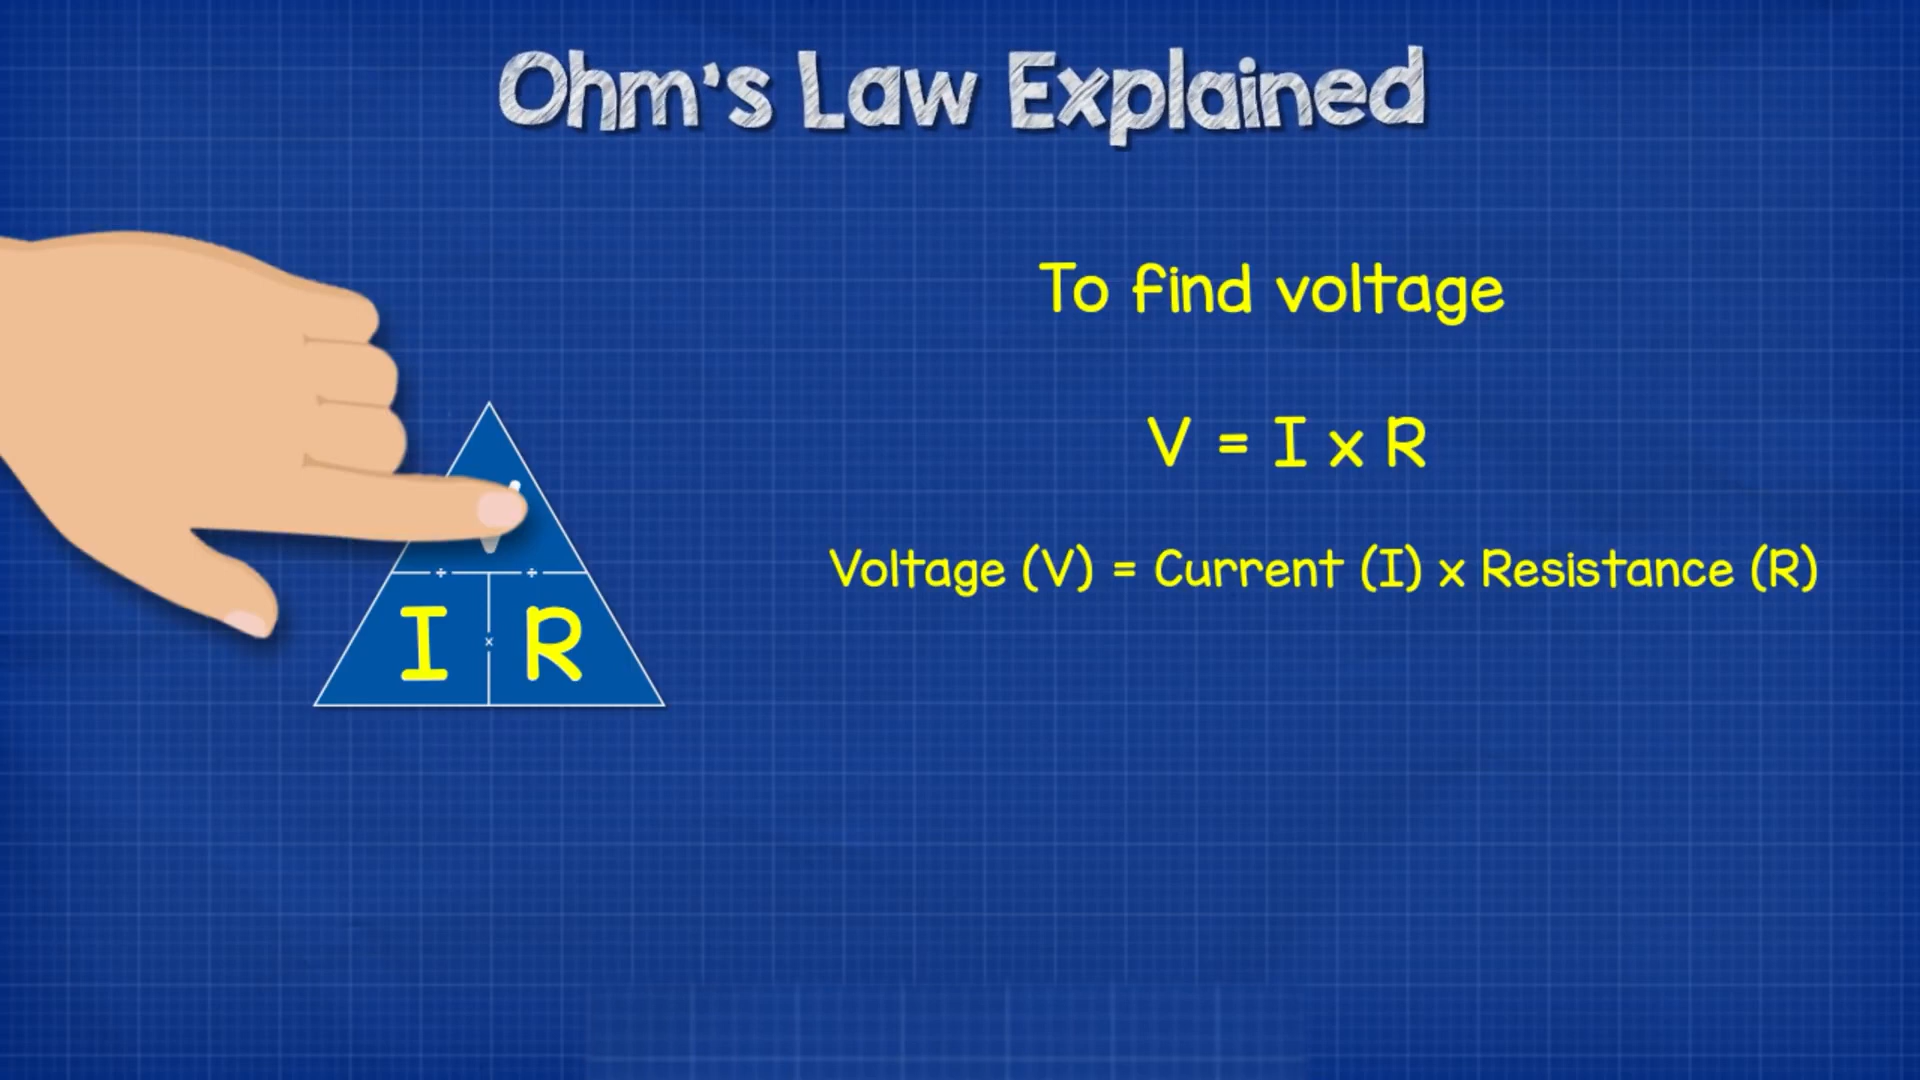 Ohm's Law Explained
To find voltage
V = I x R
Voltage (V) = Current (I) x Resistance (R)
V
÷ ÷
I x R